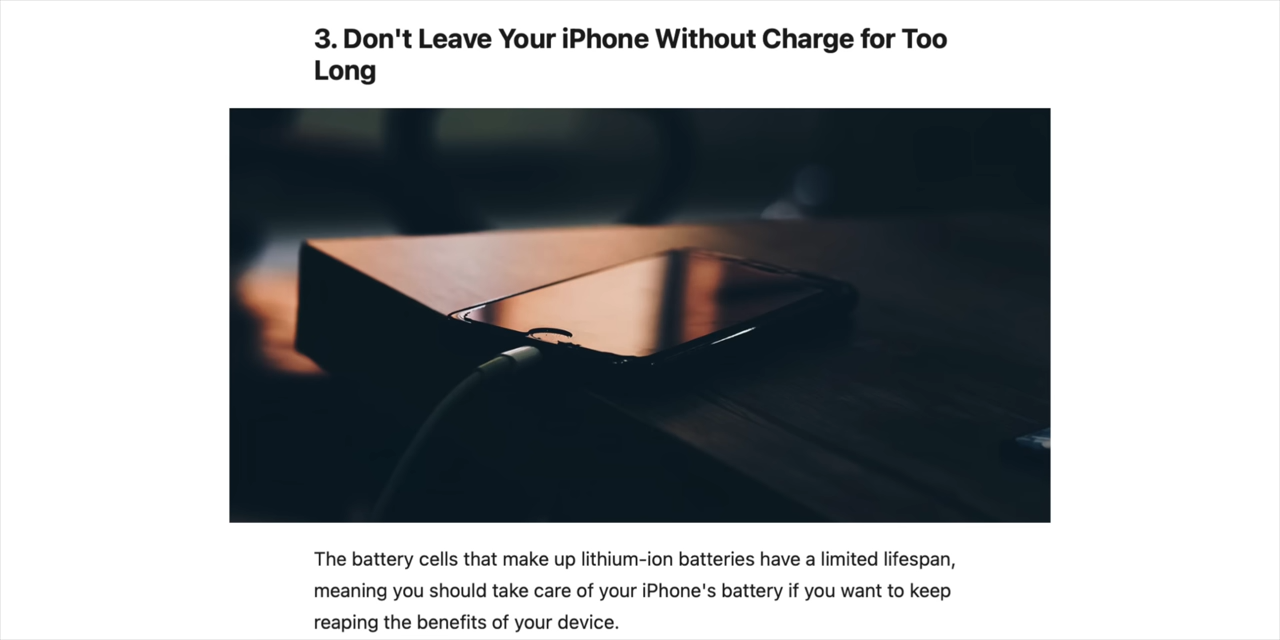 3. Don't Leave Your iPhone Without Charge for Too
Long
The battery cells that make up lithium-ion batteries have a limited lifespan,
meaning you should take care of your iPhone's battery if you want to keep
reaping the benefits of your device.